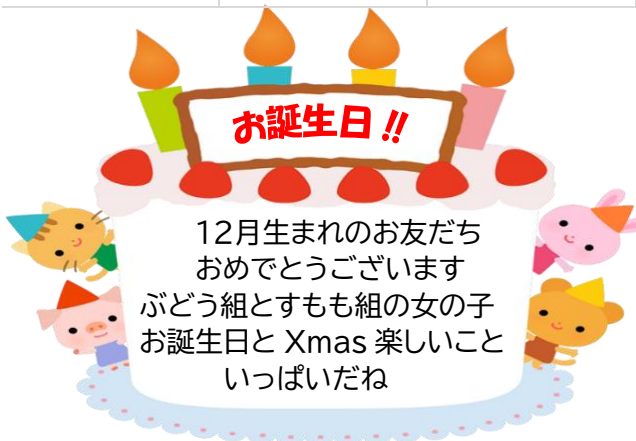 お誕生日!!
12月生まれのお友だち
おめでとうございます
ぶどう組とすもも組の女の子
お誕生日と Xmas 楽しいこと
いっぱいだね